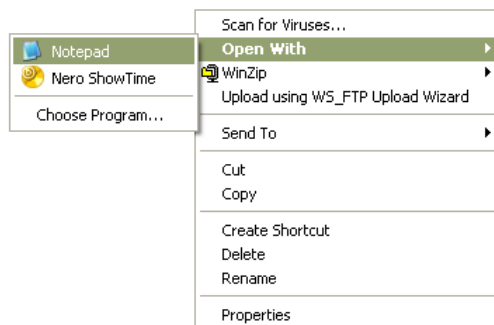 Scan for Viruses...
Open With
WinZip
Upload using WS_FTP Upload Wizard
Send To
Cut
Copy
Create Shortcut
Delete
Rename
Properties
Notepad
Nero ShowTime
Choose Program...